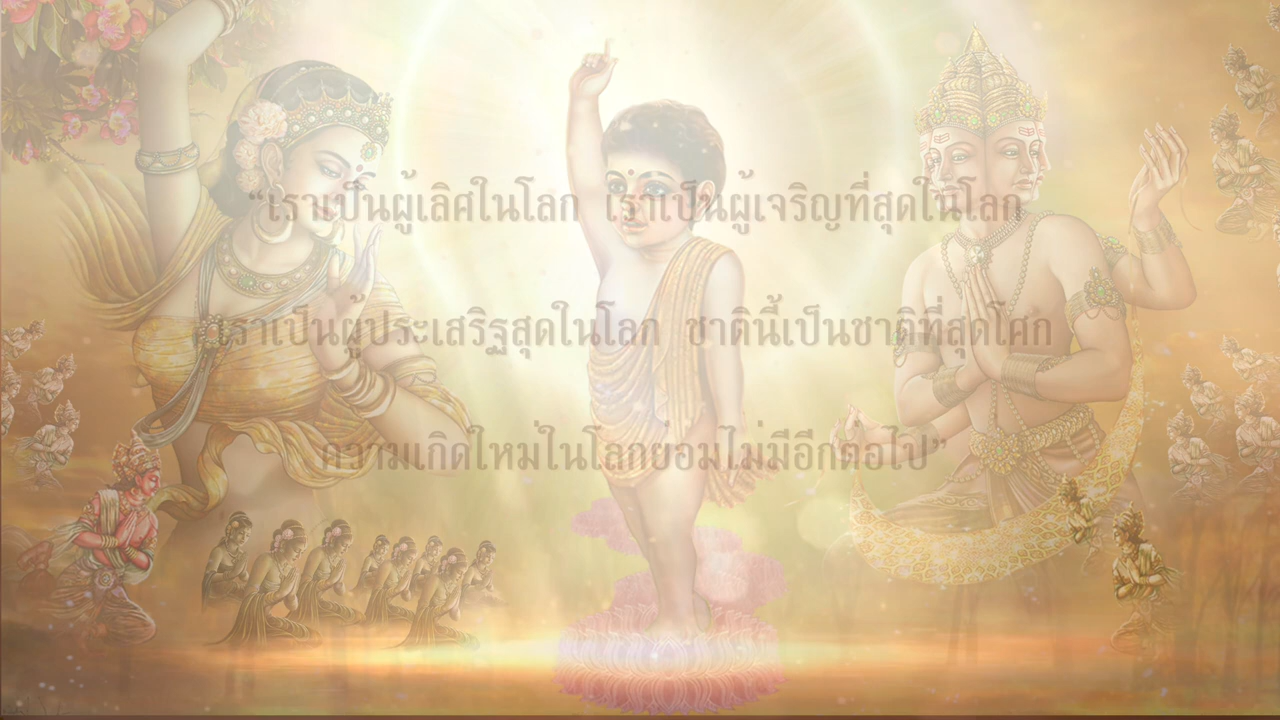 “เราเป็นผู้เลิศในโลก เราเป็นผู้เจริญที่สุดในโลก
เราเป็นผู้ประเสริฐสุดในโลก ชาตินี้เป็นชาติที่สุดโศก
ความเกิดใหม่ในโลกยอมไม่มีอีกต่อไป”